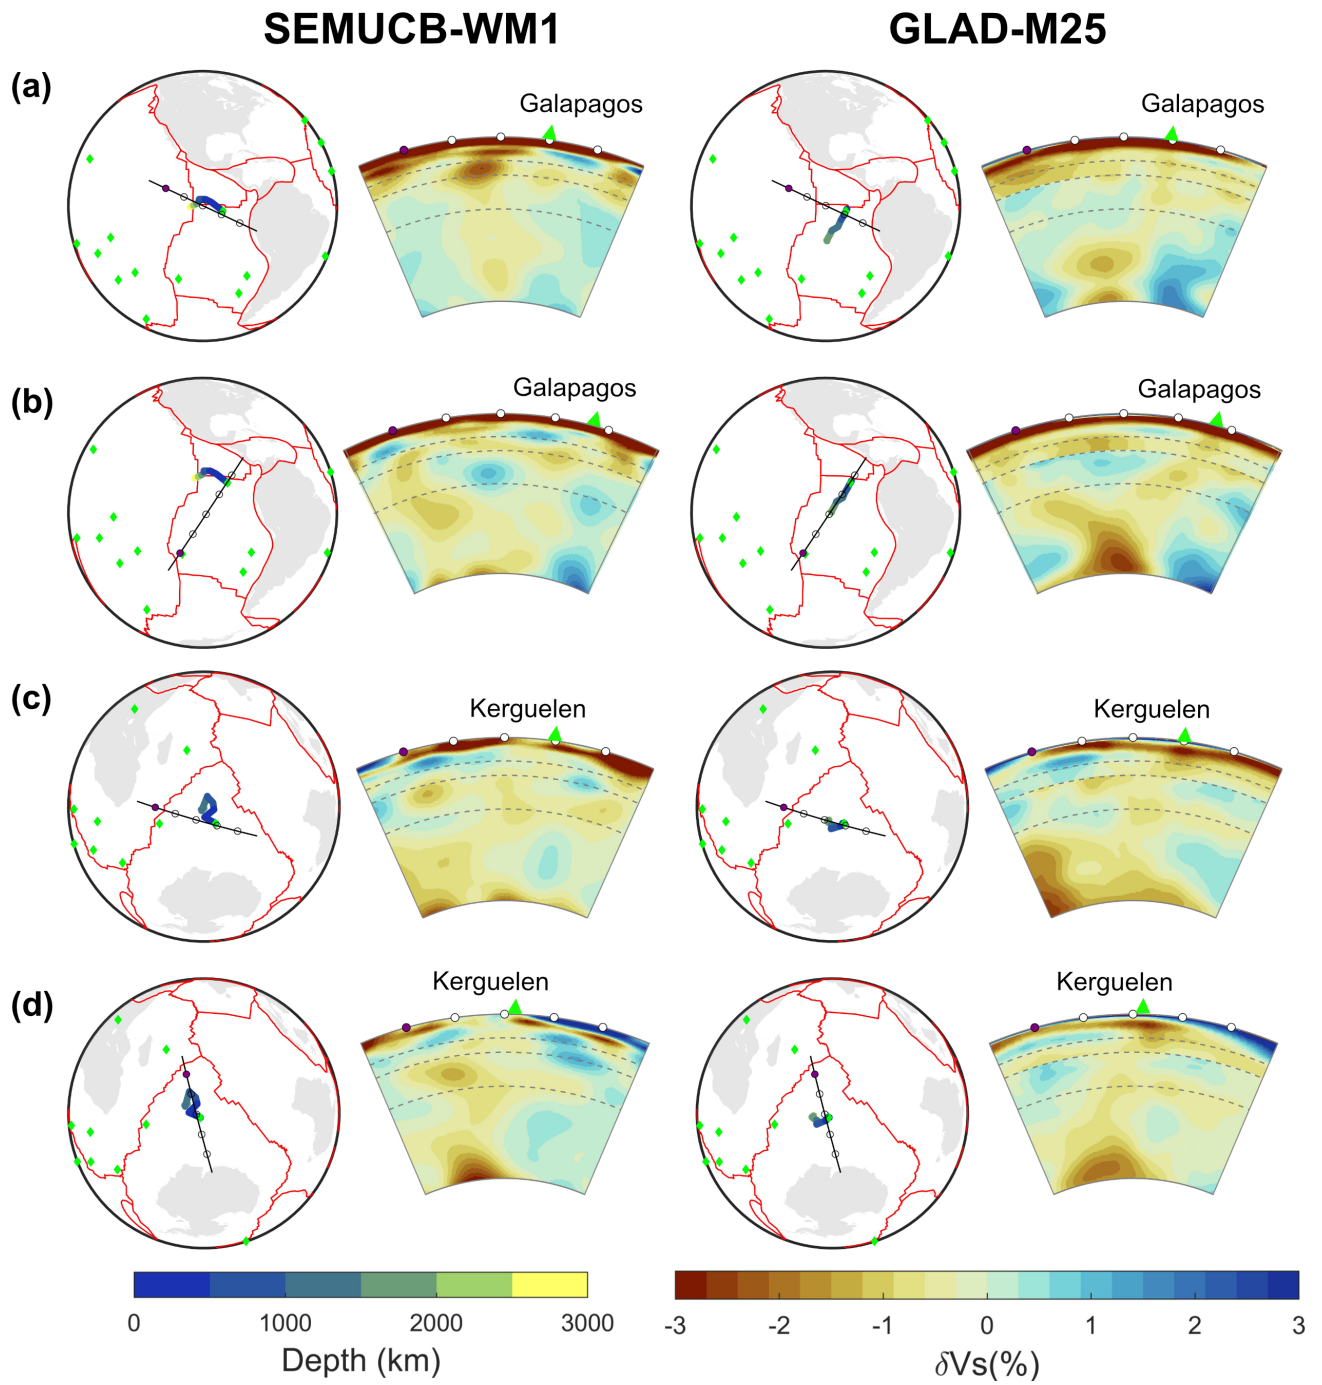 SEMUCB-WM1 GLAD-M25
(a) Galapagos Galapagos
(b) Galapagos Galapagos
(c) Kerguelen Kerguelen
(d) Kerguelen Kerguelen
0 1000 2000 3000
Depth (km)
-3 -2 -1 0 1 2 3
δVs(%)